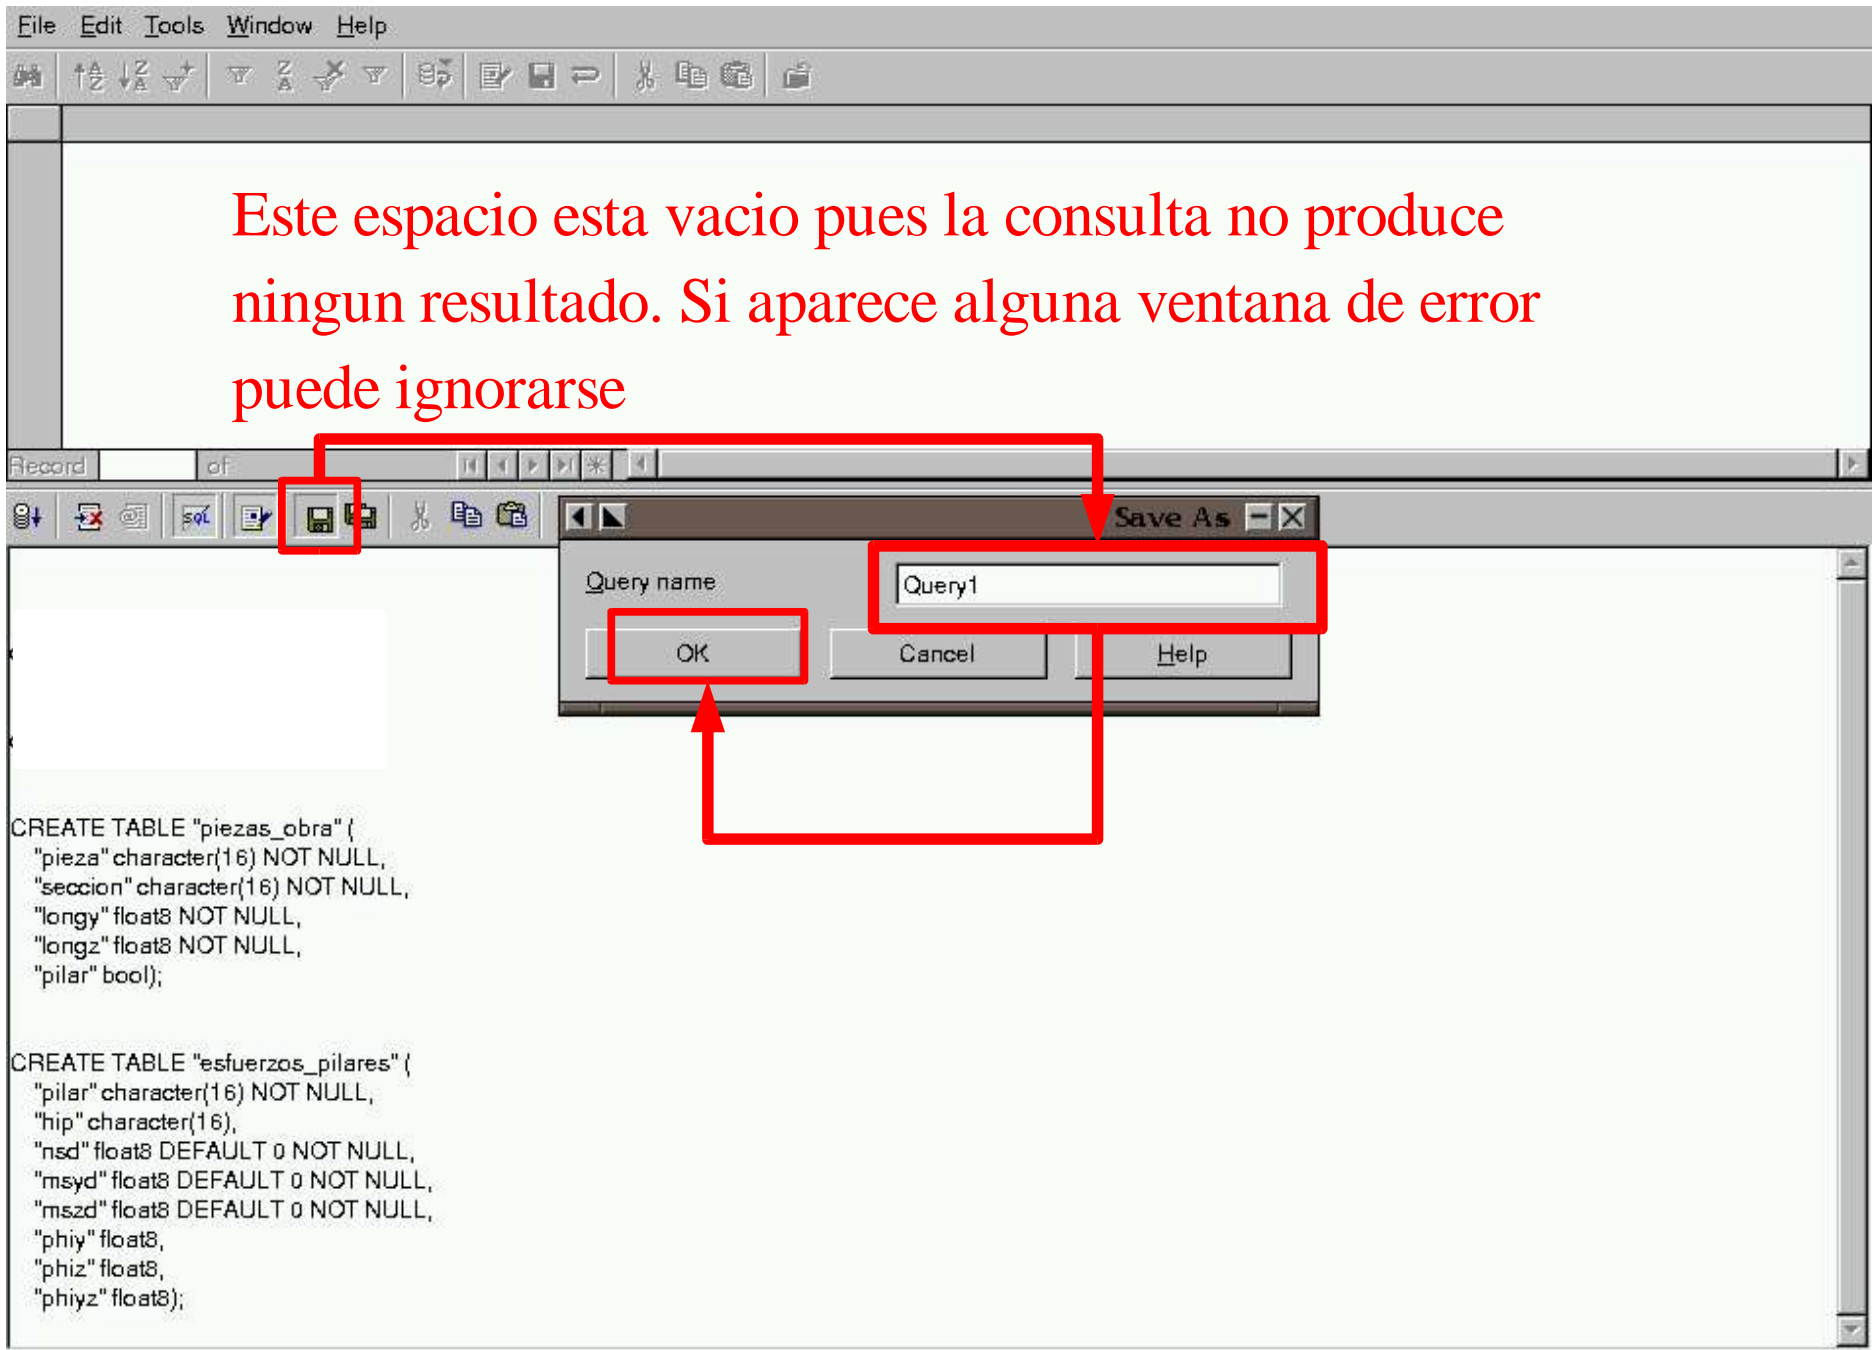 File Edit Tools Window Help
Este espacio esta vacio pues la consulta no produce
ningun resultado. Si aparece alguna ventana de error
puede ignorarse
Record of
SQL
Save As
Query name Query1
OK Cancel Help
CREATE TABLE "piezas_obra" (
"pieza" character(16) NOT NULL,
"seccion" character(16) NOT NULL,
"longy" float8 NOT NULL,
"longz" float8 NOT NULL,
"pilar" bool);
CREATE TABLE "esfuerzos_pilares" (
"pilar" character(16) NOT NULL,
"hip" character(16),
"nsd" float8 DEFAULT 0 NOT NULL,
"msyd" float8 DEFAULT 0 NOT NULL,
"mszd" float8 DEFAULT 0 NOT NULL,
"phiy" float8,
"phiz" float8,
"phiyz" float8);